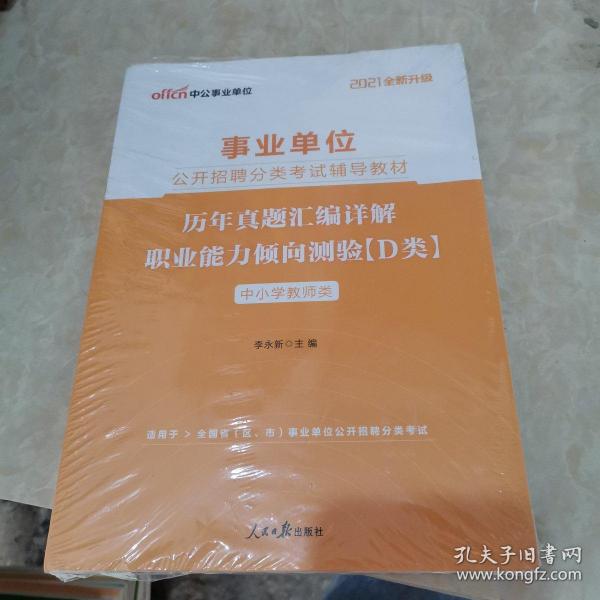 offcn中公事业单位
2021全新升级
事业单位
公开招聘分类考试辅导教材
历年真题汇编详解
职业能力倾向测验【D类】
中小学教师类
李永新◎主编
适用于 > 全国省（区、市）事业单位公开招聘分类考试
人民日报出版社
孔夫子旧书网
www.kongfz.com